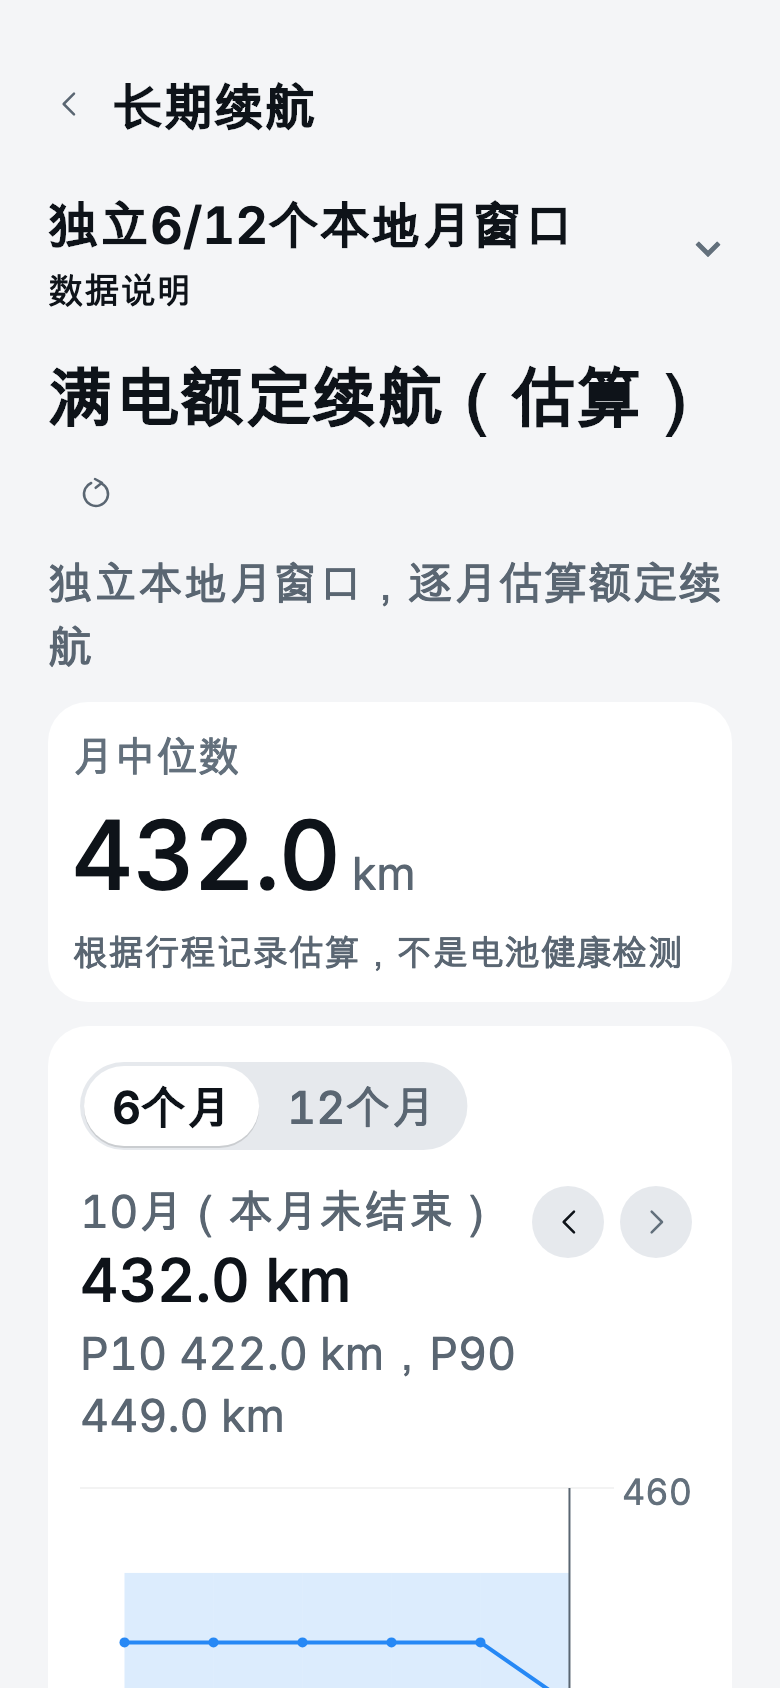 长期续航
独立6/12个本地月窗口
数据说明
满电额定续航（估算）
独立本地月窗口，逐月估算额定续
航
月中位数
432.0 km
根据行程记录估算，不是电池健康检测
6个月 12个月
10月（本月未结束）
432.0 km
P10 422.0 km，P90
449.0 km
460